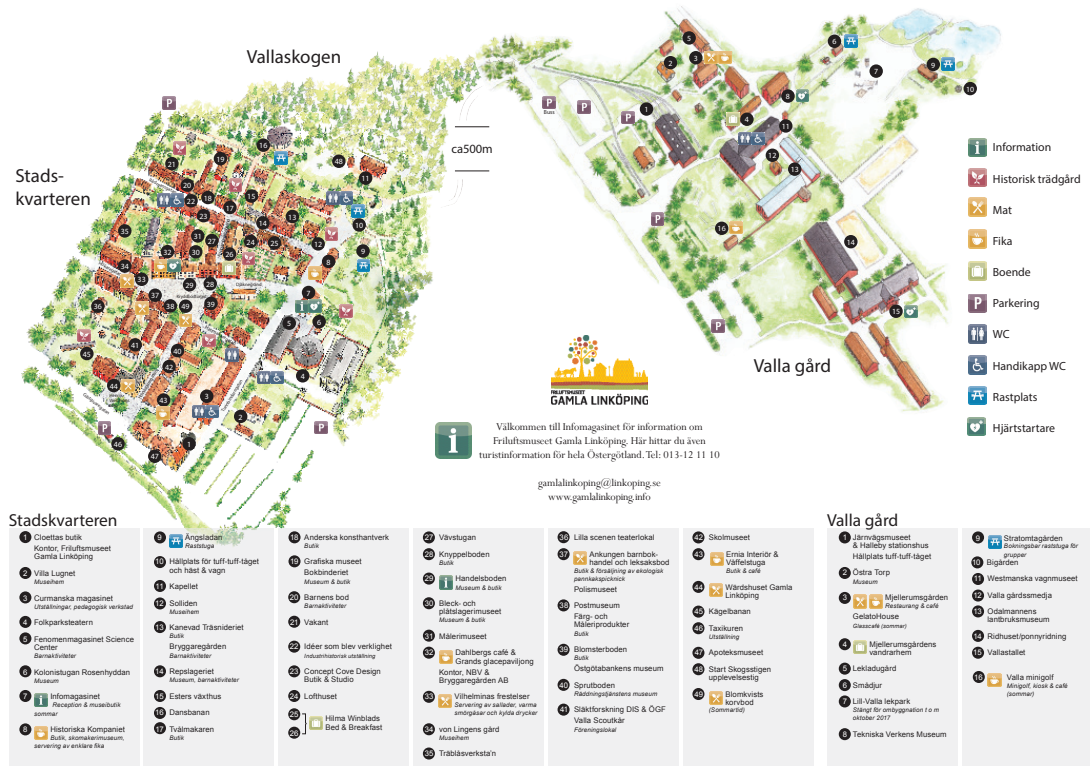 Vallaskogen
Stads-
kvarteren
ca500m
Valla gård
Buss
Information
Historisk trädgård
Mat
Fika
Boende
Parkering
WC
Handikapp WC
Rastplats
Hjärtstartare
FRILUFTSMUSEET
GAMLA LINKÖPING
Välkommen till Infomagasinet för information om
Friluftsmuseet Gamla Linköping. Här hittar du även
turistinformation för hela Östergötland. Tel: 013-12 11 10
gamlalinkoping@linkoping.se
www.gamlalinkoping.info
Stadskvarteren
1 Cloettas butik
Kontor, Friluftsmuseet
Gamla Linköping
2 Villa Lugnet
Museihem
3 Curmanska magasinet
Utställningar, pedagogisk verkstad
4 Folkparksteatern
5 Fenomenmagasinet Science
Center
Barnaktiviteter
6 Kolonistugan Rosenhyddan
Museum
7 Infomagasinet
Reception & museibutik
sommar
8 Historiska Kompaniet
Butik, skomakerimuseum,
servering av enklare fika
9 Ängsladan
Raststuga
10 Hållplats för tuff-tuff-tåget
och häst & vagn
11 Kapellet
12 Solliden
Museihem
13 Kanevad Träsnideriet
Butik
Bryggaregården
Barnaktiviteter
14 Repslageriet
Museum, barnaktiviteter
15 Esters växthus
16 Dansbanan
17 Tvålmakaren
Butik
18 Anderska konsthantverk
Butik
19 Grafiska museet
Bokbinderiet
Museum & butik
20 Barnens bod
Barnaktiviteter
21 Vakant
22 Idéer som blev verklighet
Industrihistorisk utställning
23 Concept Cove Design
Butik & Studio
24 Lofthuset
25 Hilma Winblads
26 Bed & Breakfast
27 Vävstugan
28 Knyppelboden
Butik
29 Handelsboden
Museum & butik
30 Bleck- och
plåtslagerimuseet
Museum & butik
31 Målerimuseet
32 Dahlbergs café &
Grands glacepaviljong
Kontor, NBV &
Bryggaregården AB
33 Vilhelminas frestelser
Servering av sallader, varma
smörgåsar och kylda drycker
34 von Lingens gård
Museihem
35 Träbläsverksta'n
36 Lilla scenen teaterlokal
37 Ankungen barnbok-
handel och leksaksbod
Butik & försäljning av ekologisk
pennkakspicknick
Polismuseet
38 Postmuseum
Färg- och
Målerprodukter
Butik
39 Blomsterboden
Butik
Östgötabankens museum
40 Sprutboden
Räddningstjänstens museum
41 Släktforskning DIS & ÖGF
Valla Scoutkår
Föreningslokal
42 Skolmuseet
43 Ernia Interiör &
Väffelstuga
Butik & café
44 Wärdshuset Gamla
Linköping
45 Kägelbanan
46 Taxikuren
Utställning
47 Apoteksmuseet
48 Start Skogsstigen
upplevelsestig
49 Blomkvists
korvbod
(Sommartid)
Valla gård
1 Järnvägsmuseet
& Halleby stationshus
Hållplats tuff-tuff-tåget
2 Östra Torp
Museum
3 Mjellerumsgården
Restaurang & café
GelatoHouse
Glasscafé (sommar)
4 Mjellerumsgårdens
vandrarhem
5 Lekladugård
6 Smådjur
7 Lill-Valla lekpark
Stängt för ombyggnation t o m
oktober 2017
8 Tekniska Verkens Museum
9 Stratomtagården
Bokningsbar raststuga för
grupper
10 Bigården
11 Westmanska vagnmuseet
12 Valla gårdssmedja
13 Odalmannens
lantbruksmuseum
14 Ridhuset/ponnyridning
15 Vallastallet
16 Valla minigolf
Minigolf, kiosk & café
(sommar)